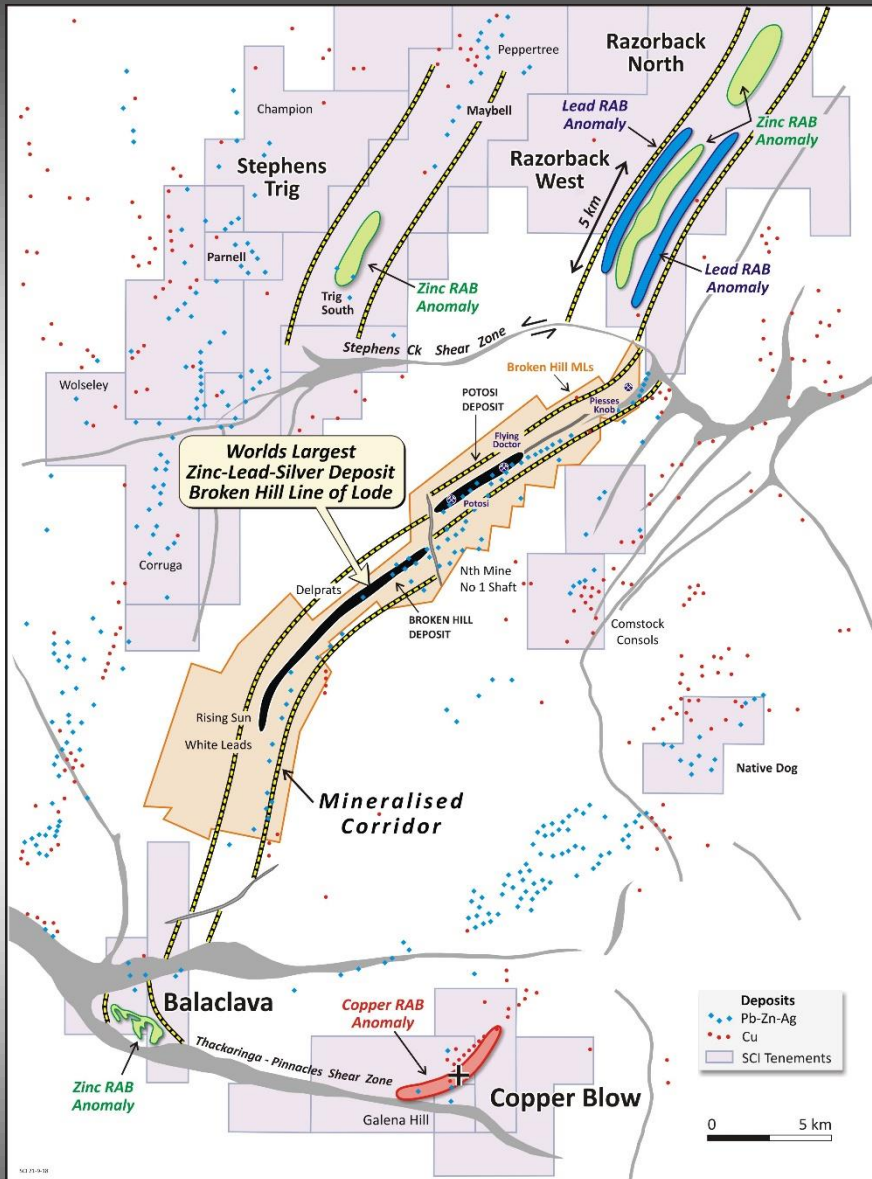 Peppertree
Razorback
North
Champion
Lead RAB
Anomaly
Maybell
Zinc RAB
Anomaly
Stephens
Trig
Razorback
West
5 km
Parnell
Zinc RAB
Anomaly
Lead RAB
Anomaly
Trig
South
Stephens Ck Shear Zone
Wolseley
Broken Hill MLs
POTOSI
DEPOSIT
Piesses
Knob
Flying
Doctor
Worlds Largest
Zinc-Lead-Silver Deposit
Broken Hill Line of Lode
Potosi
Corruga
Delprats
Nth Mine
No 1 Shaft
BROKEN HILL
DEPOSIT
Comstock
Consols
Rising Sun
White Leads
Native Dog
Mineralised
Corridor
Balaclava
Copper RAB
Anomaly
Deposits
Pb-Zn-Ag
Cu
SCI Tenements
Thackaringa - Pinnacles Shear Zone
Zinc RAB
Anomaly
Copper Blow
Galena Hill
0 5 km
SCI 21-9-18